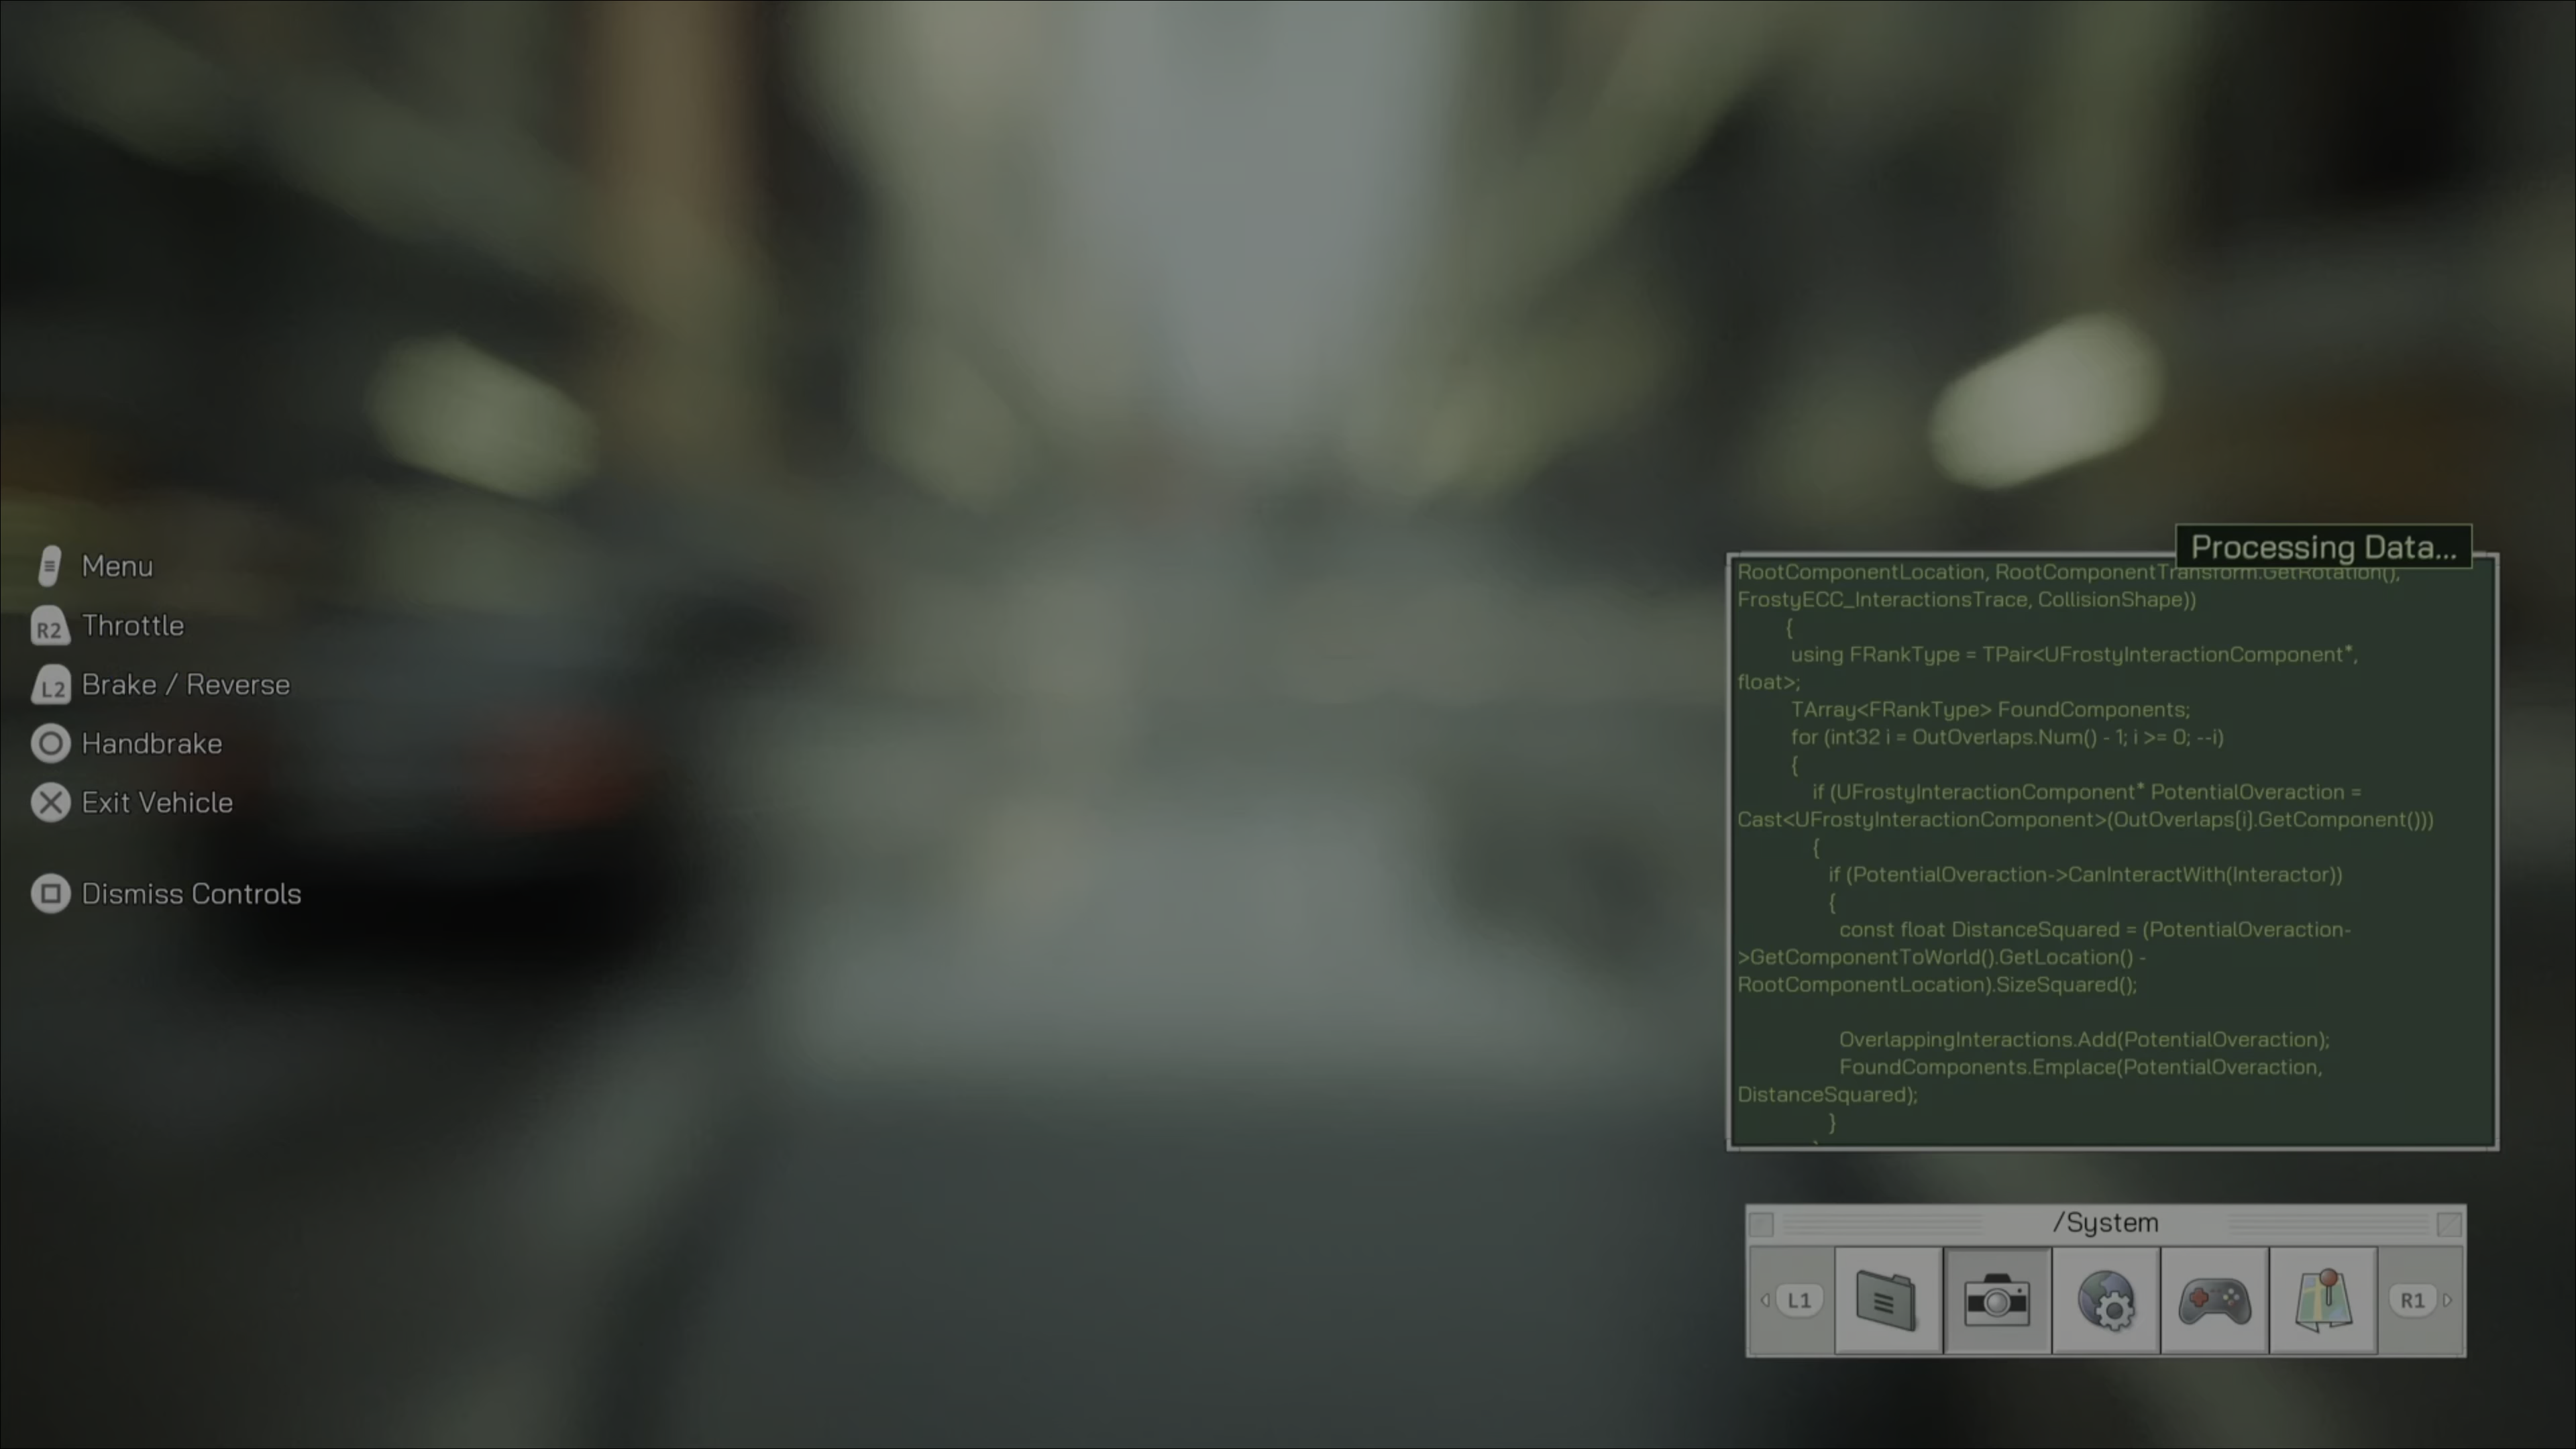 Menu
R2 Throttle
L2 Brake / Reverse
Handbrake
Exit Vehicle
Dismiss Controls
Processing Data...
RootComponentLocation, RootComponentTransform.GetRotation(),
FrostyECC_InteractionsTrace, CollisionShape))
{
using FRankType = TPair<UFrostyInteractionComponent*,
float>;
TArray<FRankType> FoundComponents;
for (int32 i = OutOverlaps.Num() - 1; i >= 0; --i)
{
if (UFrostyInteractionComponent* PotentialOveraction =
Cast<UFrostyInteractionComponent>(OutOverlaps[i].GetComponent()))
{
if (PotentialOveraction->CanInteractWith(Interactor))
{
const float DistanceSquared = (PotentialOveraction-
>GetComponentToWorld().GetLocation() -
RootComponentLocation).SizeSquared();
OverlappingInteractions.Add(PotentialOveraction);
FoundComponents.Emplace(PotentialOveraction,
DistanceSquared);
}
/System
L1 R1